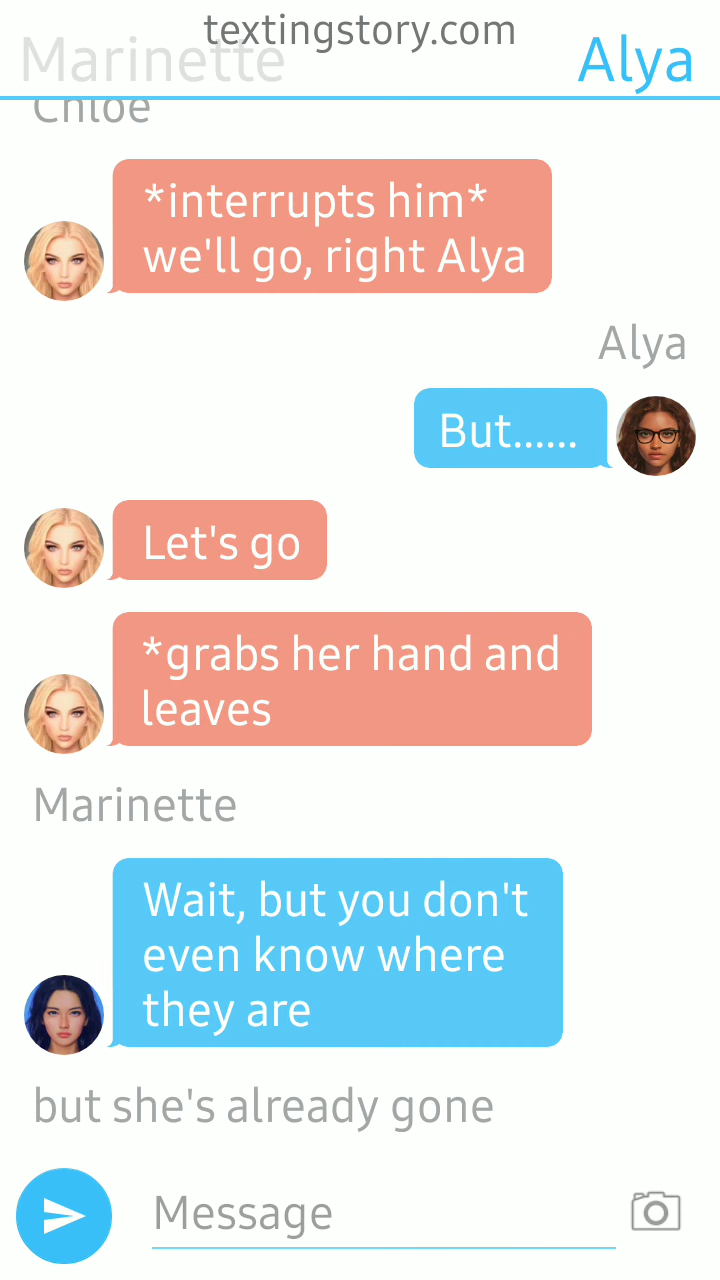 textingstory.com
Marinette
Alya
Chloe
*interrupts him*
we'll go, right Alya
Alya
But......
Let's go
*grabs her hand and
leaves
Marinette
Wait, but you don't
even know where
they are
but she's already gone
Message